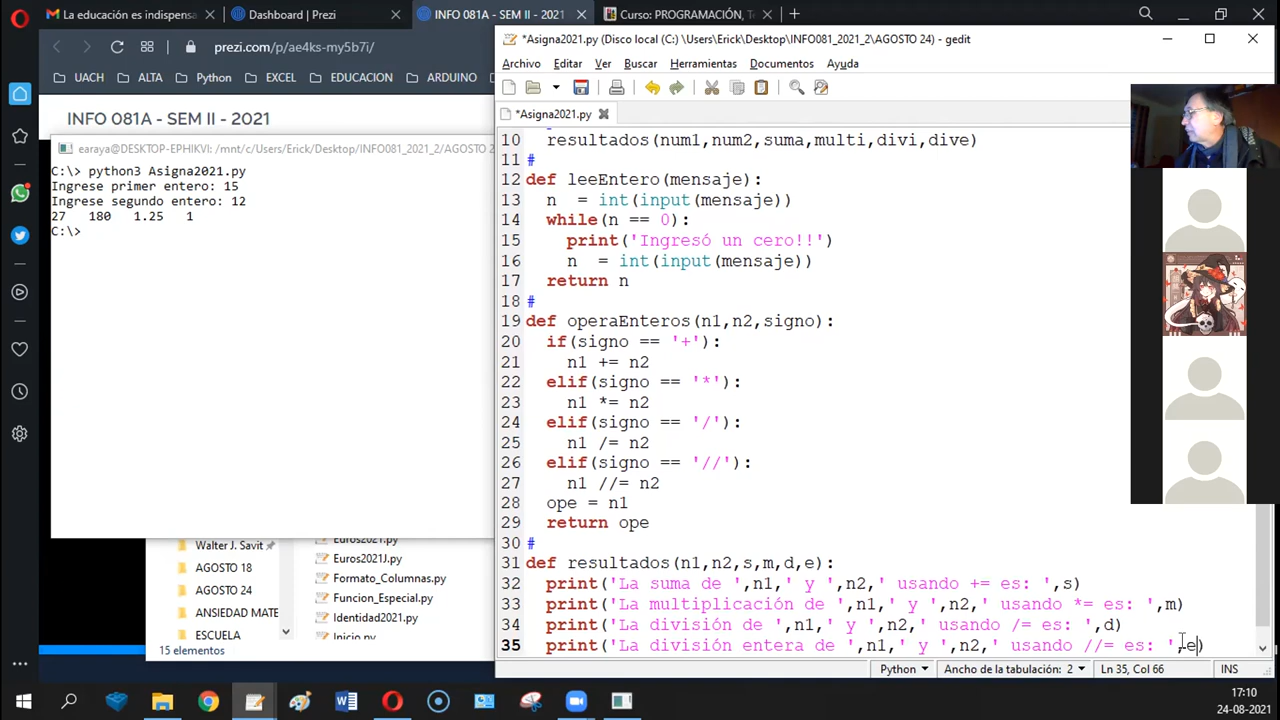 La educación es indispensa
Dashboard | Prezi
INFO 081A - SEM II - 2021
Curso: PROGRAMACIÓN, T
prezi.com/p/ae4ks-my5b7i/
UACH
ALTA
Python
EXCEL
EDUCACION
ARDUINO
INFO 081A - SEM II - 2021
earaya@DESKTOP-EPHIKVI: /mnt/c/Users/Erick/Desktop/INFO081_2021_2/AGOSTO 2
C:\> python3 Asigna2021.py
Ingrese primer entero: 15
Ingrese segundo entero: 12
27 180 1.25 1
C:\>
*Asigna2021.py (Disco local (C:) \Users\Erick\Desktop\INFO081_2021_2\AGOSTO 24) - gedit
Archivo Editar Ver Buscar Herramientas Documentos Ayuda
*Asigna2021.py
10 resultados(num1,num2,suma,multi,divi,dive)
11 #
12 def leeEntero(mensaje):
13 n = int(input(mensaje))
14 while(n == 0):
15 print('Ingresó un cero!!')
16 n = int(input(mensaje))
17 return n
18 #
19 def operaEnteros(n1,n2,signo):
20 if(signo == '+'):
21 n1 += n2
22 elif(signo == '*'):
23 n1 *= n2
24 elif(signo == '/'):
25 n1 /= n2
26 elif(signo == '//'):
27 n1 //= n2
28 ope = n1
29 return ope
30 #
31 def resultados(n1,n2,s,m,d,e):
32 print('La suma de ',n1,' y ',n2,' usando += es: ',s)
33 print('La multiplicación de ',n1,' y ',n2,' usando *= es: ',m)
34 print('La división de ',n1,' y ',n2,' usando /= es: ',d)
35 print('La división entera de ',n1,' y ',n2,' usando //= es: ',e)
Python
Ancho de la tabulación: 2
Ln 35, Col 66
INS
Walter J. Savit
AGOSTO 18
AGOSTO 24
ANSIEDAD MATE
ESCUELA
Euros2021.py
Euros2021J.py
Formato_Columnas.py
Funcion_Especial.py
Identidad2021.py
Inicio.py
15 elementos
17:10
24-08-2021